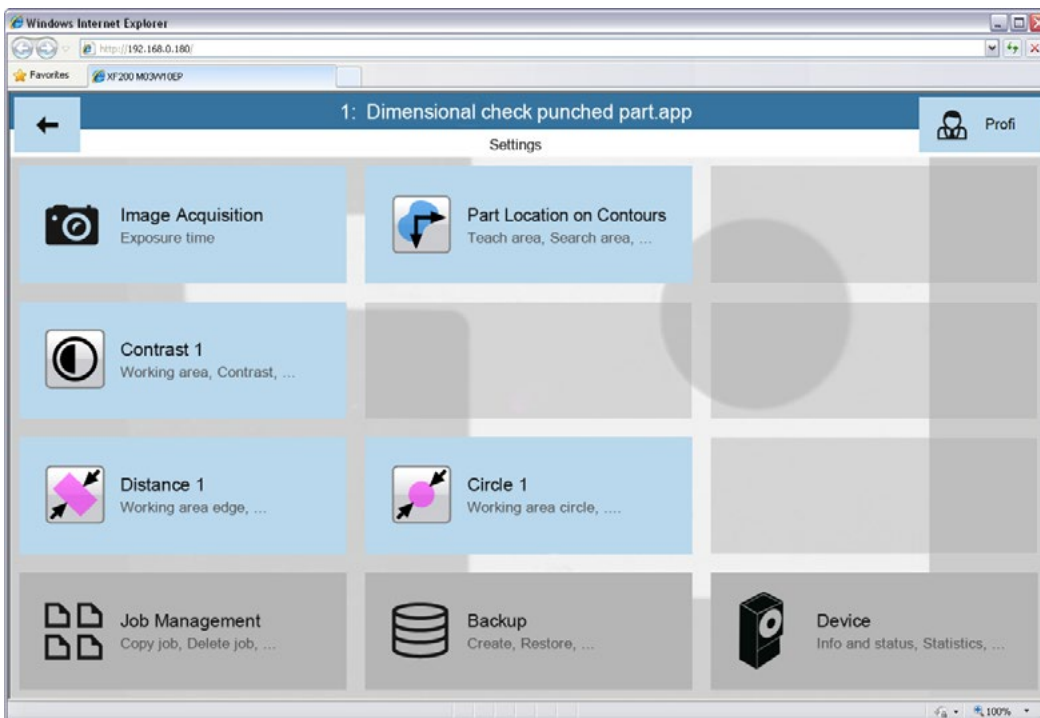 Windows Internet Explorer
http://192.168.0.180/
Favorites XF200 M03W10EP
1: Dimensional check punched part.app
Profi
Settings
Image Acquisition
Exposure time
Part Location on Contours
Teach area, Search area, ...
Contrast 1
Working area, Contrast, ...
Distance 1
Working area edge, ...
Circle 1
Working area circle, ....
Job Management
Copy job, Delete job, ...
Backup
Create, Restore, ...
Device
Info and status, Statistics, ...
100%